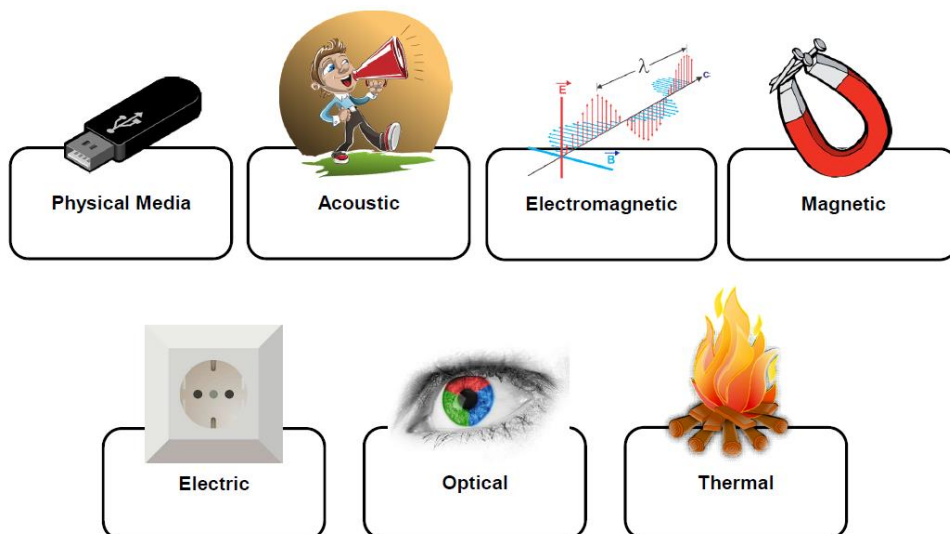 λ
E
C
B
Physical Media
Acoustic
Electromagnetic
Magnetic
Electric
Optical
Thermal